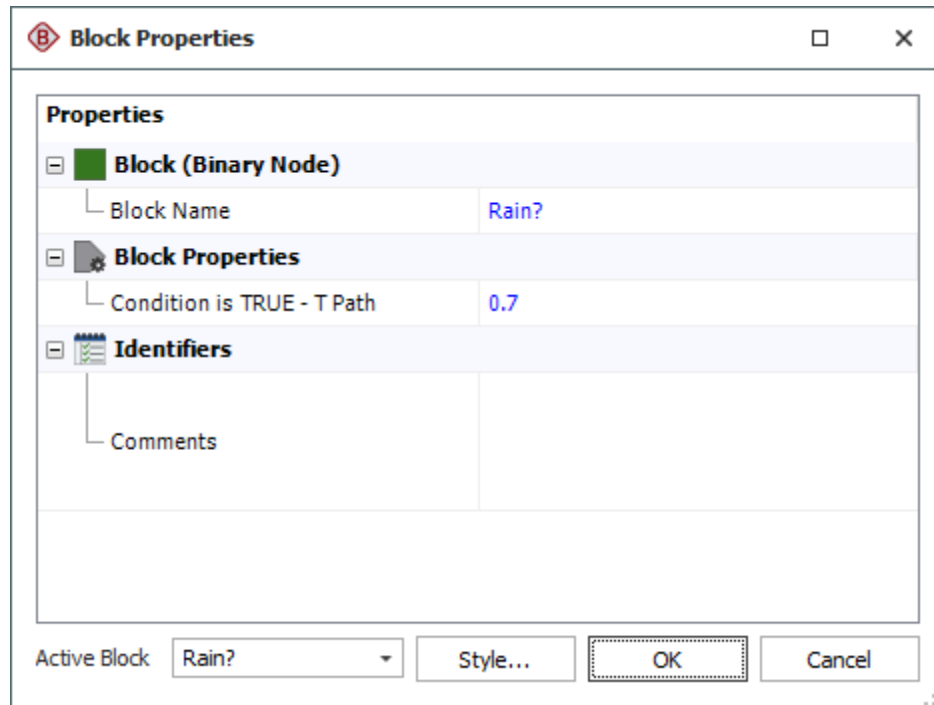 B Block Properties
Properties
Block (Binary Node)
Block Name Rain?
Block Properties
Condition is TRUE - T Path 0.7
Identifiers
Comments
Active Block Rain? Style... OK Cancel